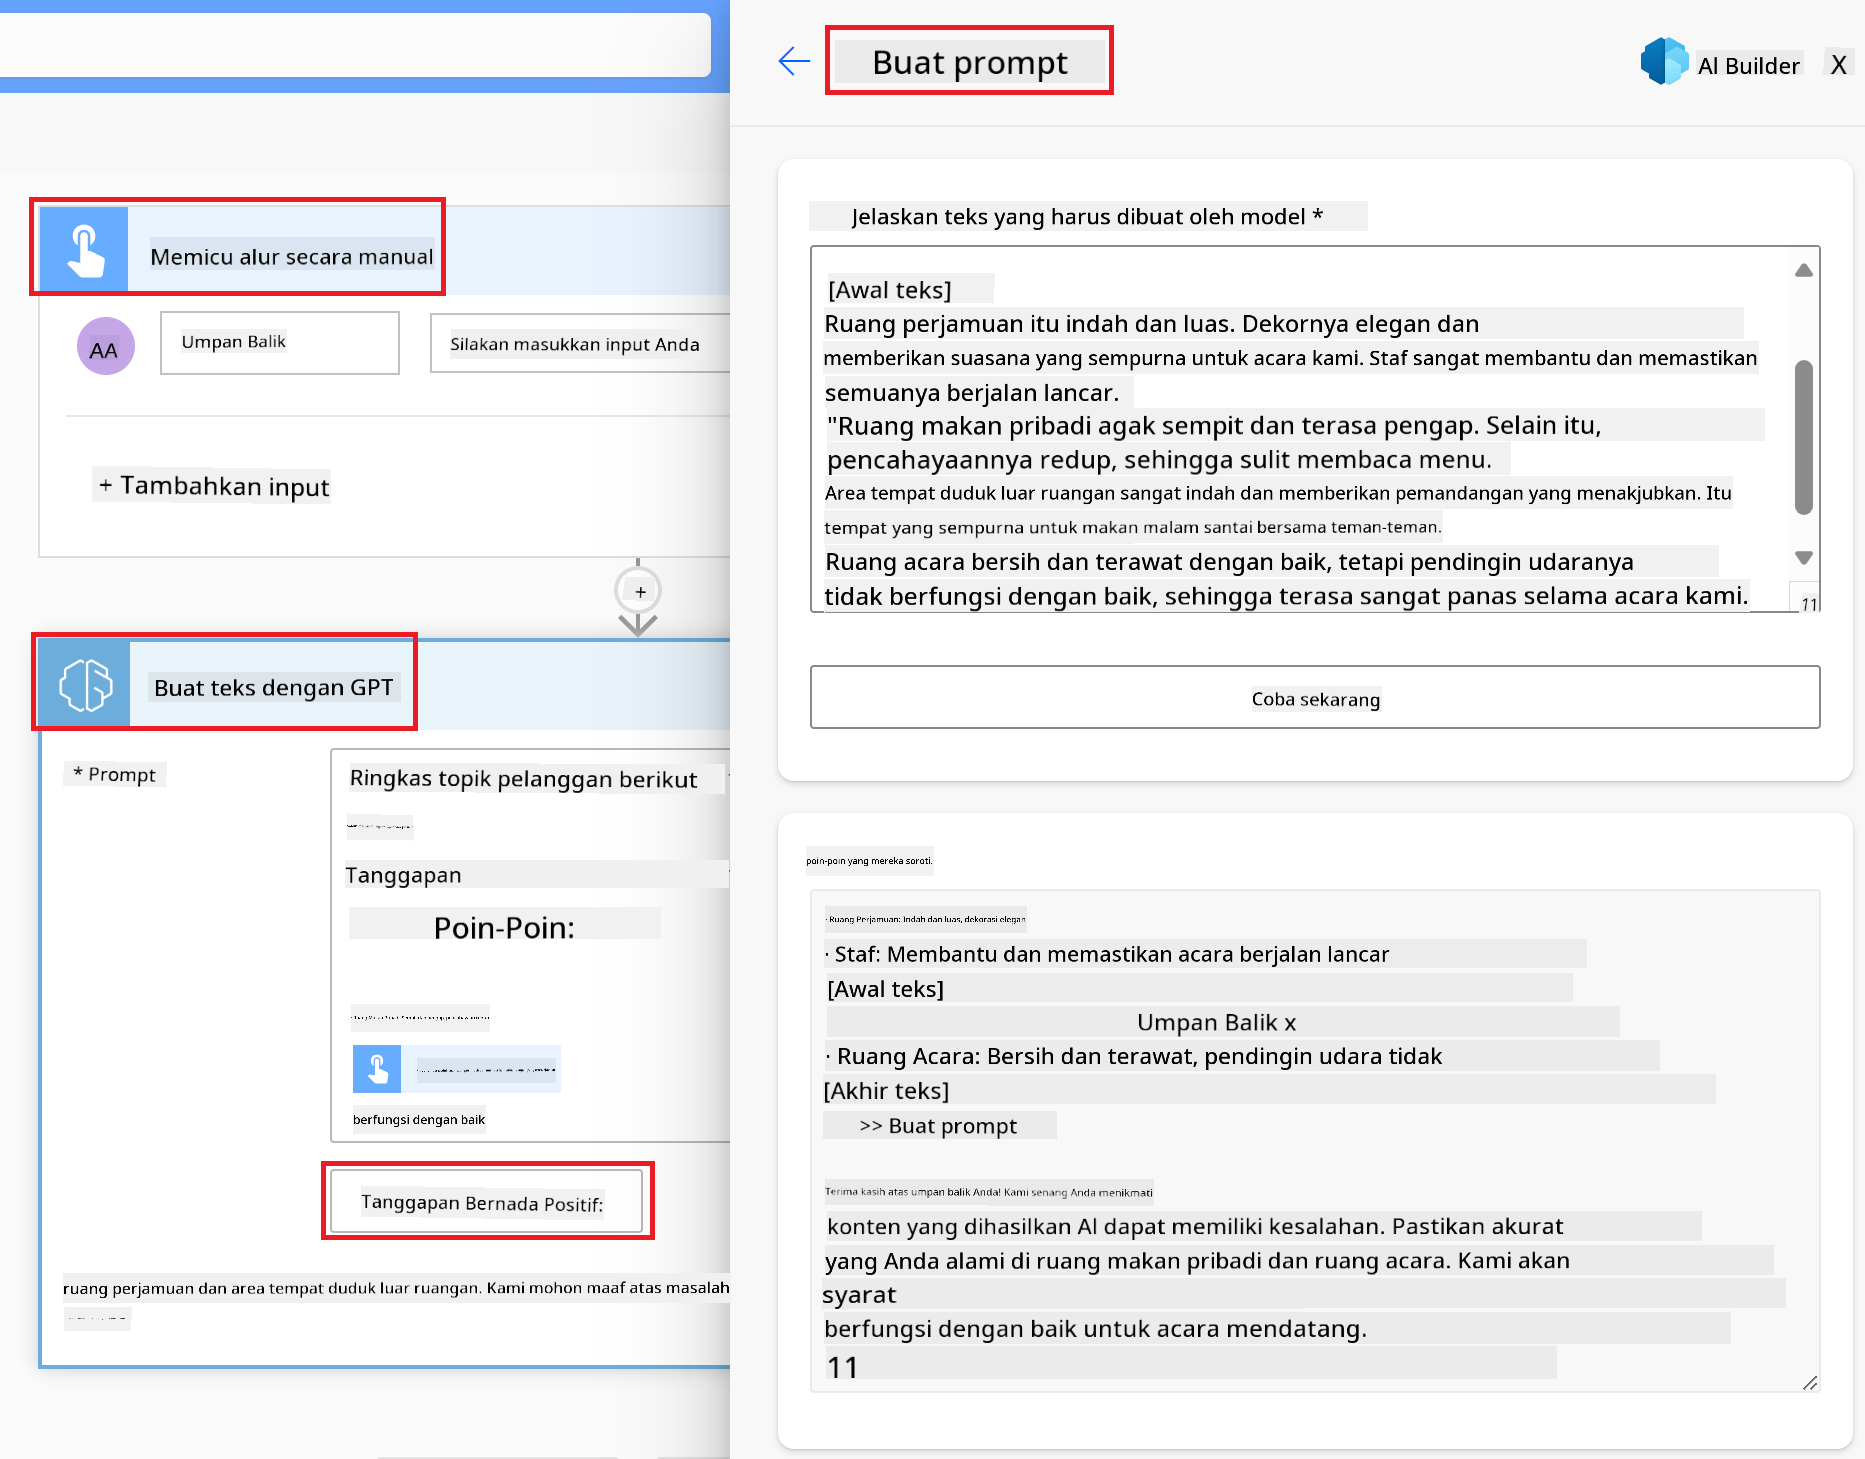 Memicu alur secara manual
AA
Umpan Balik
Silakan masukkan input Anda
+ Tambahkan input
+
Buat teks dengan GPT
* Prompt
Ringkas topik pelanggan berikut
Tanggapan
Poin-Poin:
berfungsi dengan baik
Tanggapan Bernada Positif:
ruang perjamuan dan area tempat duduk luar ruangan. Kami mohon maaf atas masalah
Buat prompt
Al Builder
X
Jelaskan teks yang harus dibuat oleh model *
[Awal teks]
Ruang perjamuan itu indah dan luas. Dekornya elegan dan
memberikan suasana yang sempurna untuk acara kami. Staf sangat membantu dan memastikan
semuanya berjalan lancar.
"Ruang makan pribadi agak sempit dan terasa pengap. Selain itu,
pencahayaannya redup, sehingga sulit membaca menu.
Area tempat duduk luar ruangan sangat indah dan memberikan pemandangan yang menakjubkan. Itu
tempat yang sempurna untuk makan malam santai bersama teman-teman.
Ruang acara bersih dan terawat dengan baik, tetapi pendingin udaranya
tidak berfungsi dengan baik, sehingga terasa sangat panas selama acara kami.
11
Coba sekarang
poin-poin yang mereka soroti.
· Ruang Perjamuan: Indah dan luas, dekorasi elegan
· Staf: Membantu dan memastikan acara berjalan lancar
[Awal teks]
Umpan Balik x
· Ruang Acara: Bersih dan terawat, pendingin udara tidak
[Akhir teks]
>> Buat prompt
Terima kasih atas umpan balik Anda! Kami senang Anda menikmati
konten yang dihasilkan Al dapat memiliki kesalahan. Pastikan akurat
yang Anda alami di ruang makan pribadi dan ruang acara. Kami akan
syarat
berfungsi dengan baik untuk acara mendatang.
11